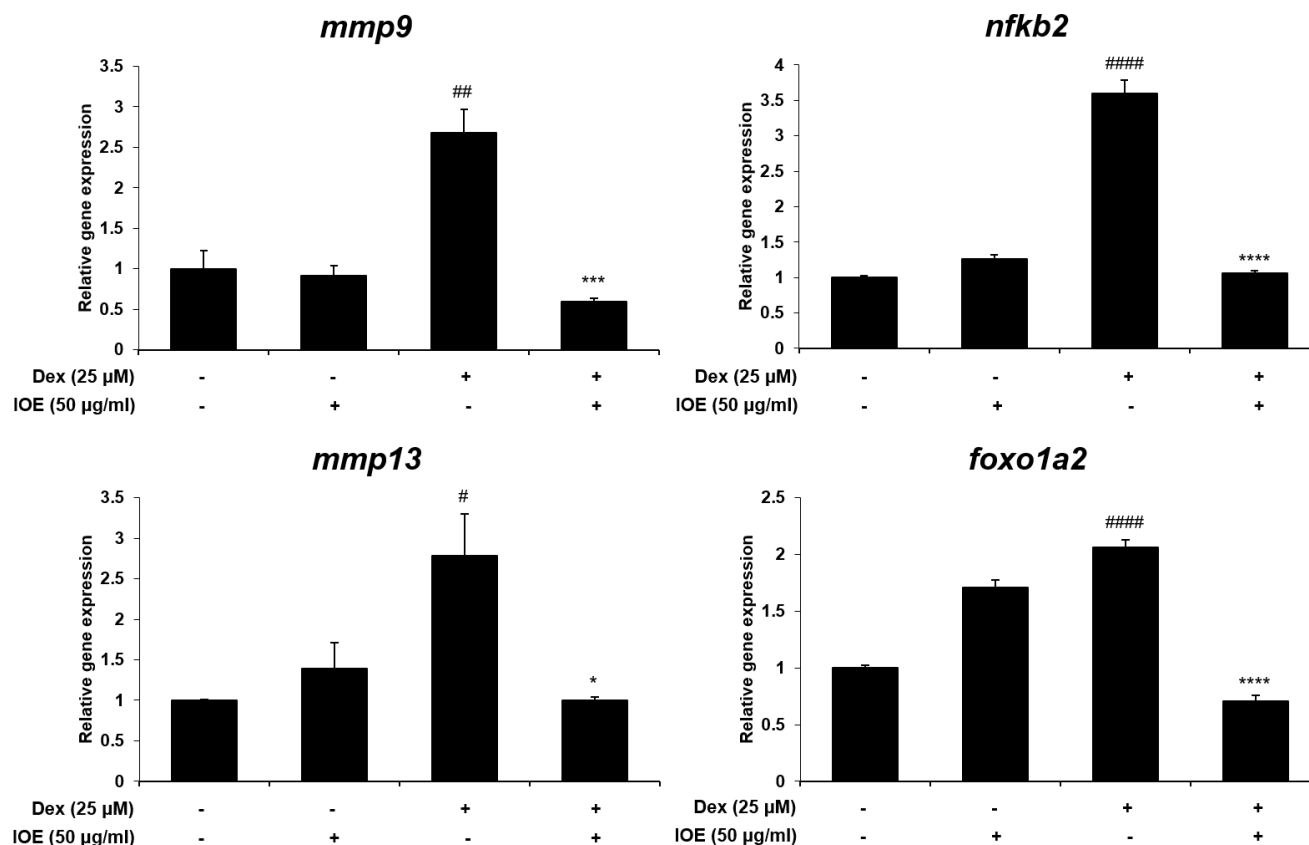 mmp9
Relative gene expression
3.5
3
2.5
2
1.5
1
0.5
0
##
***
Dex (25 µM) - - + +
IOE (50 µg/ml) - + - +
nfkb2
Relative gene expression
4
3.5
3
2.5
2
1.5
1
0.5
0
####
****
Dex (25 µM) - - + +
IOE (50 µg/ml) - + - +
mmp13
Relative gene expression
3.5
3
2.5
2
1.5
1
0.5
0
#
*
Dex (25 µM) - - + +
IOE (50 µg/ml) - + - +
foxo1a2
Relative gene expression
2.5
2
1.5
1
0.5
0
####
****
Dex (25 µM) - - + +
IOE (50 µg/ml) - + - +